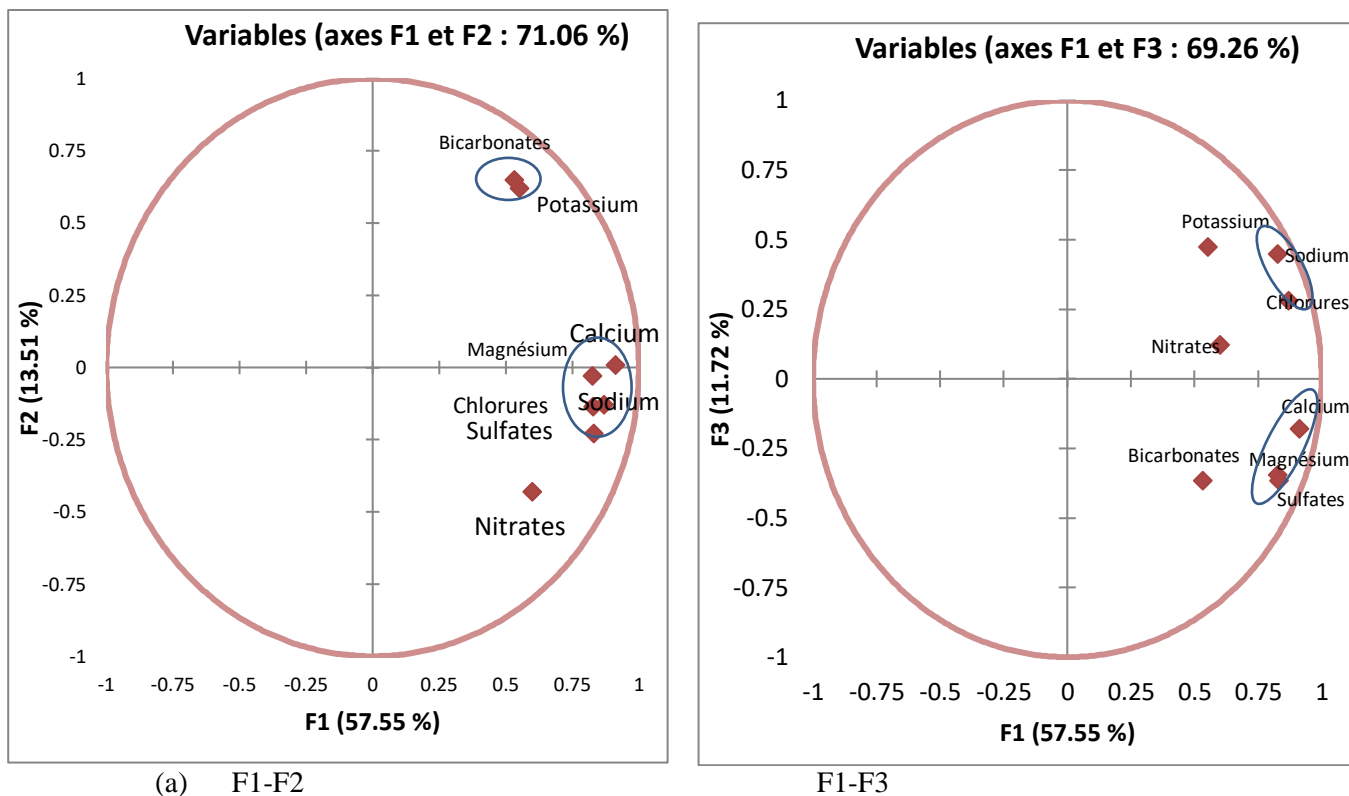 Variables (axes F1 et F2 : 71.06 %)
1
0.75
0.5
0.25
0
-0.25
-0.5
-0.75
-1
F2 (13.51 %)
Bicarbonates
Potassium
Calcium
Magnésium
Chlorures
Sodium
Sulfates
Nitrates
-1 -0.75 -0.5 -0.25 0 0.25 0.5 0.75 1
F1 (57.55 %)
(a) F1-F2
Variables (axes F1 et F3 : 69.26 %)
1
0.75
0.5
0.25
0
-0.25
-0.5
-0.75
-1
F3 (11.72 %)
Potassium
Sodium
Chlorures
Nitrates
Calcium
Bicarbonates
Magnésium
Sulfates
-1 -0.75 -0.5 -0.25 0 0.25 0.5 0.75 1
F1 (57.55 %)
F1-F3